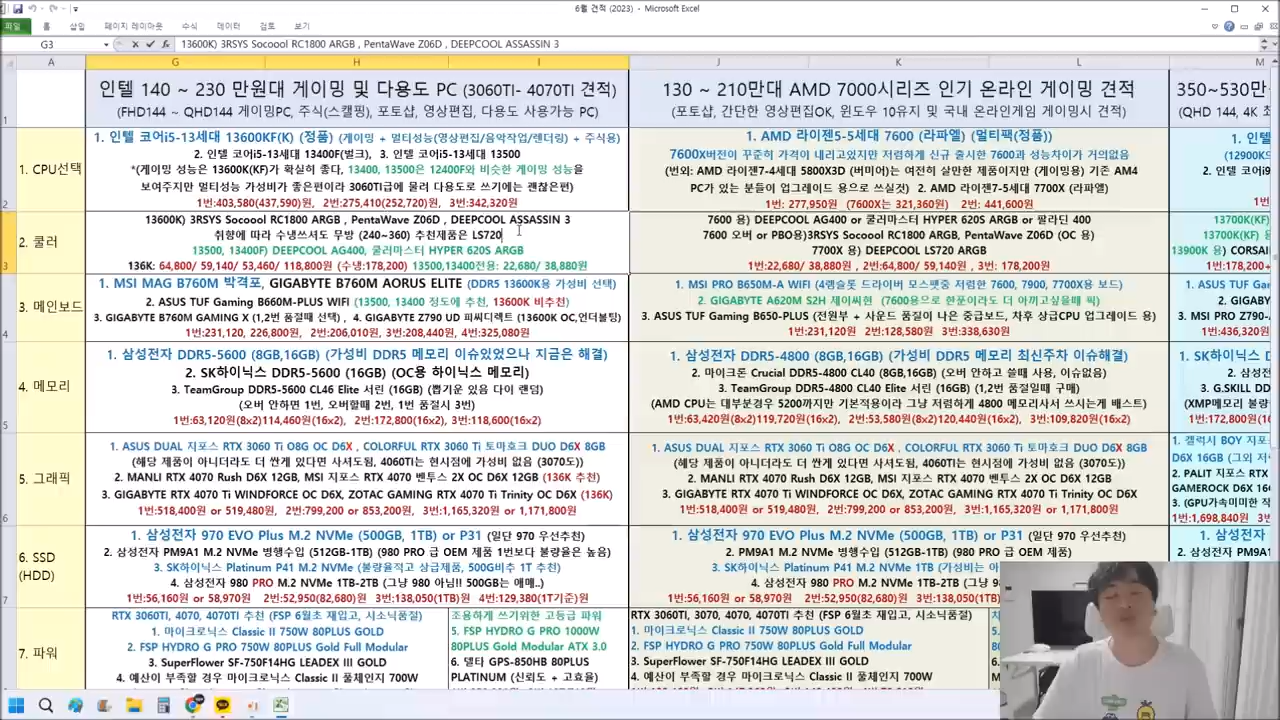 6월 견적 (2023) - Microsoft Excel
파일
홈
삽입
페이지 레이아웃
수식
데이터
검토
보기
G3
13600K) 3RSYS Socoool RC1800 ARGB , PentaWave Z06D , DEEPCOOL ASSASSIN 3
A
G
H
I
J
K
L
M
1
인텔 140 ~ 230 만원대 게이밍 및 다용도 PC (3060TI- 4070TI 견적)
(FHD144 ~ QHD144 게이밍PC, 주식(스캘핑), 포토샵, 영상편집, 다용도 사용가능 PC)
130 ~ 210만대 AMD 7000시리즈 인기 온라인 게이밍 견적
(포토샵, 간단한 영상편집OK, 윈도우 10유지 및 국내 온라인게임 게이밍시 견적)
350~530만
(QHD 144, 4K 최
2
1. CPU선택
1. 인텔 코어i5-13세대 13600KF(K) (정품) (게이밍 + 멀티성능(영상편집/음악작업/렌더링) + 주식용)
2. 인텔 코어i5-13세대 13400F(벌크), 3. 인텔 코어i5-13세대 13500
*(게이밍 성능은 13600K(KF)가 확실히 좋다, 13400, 13500은 12400F와 비슷한 게이밍 성능을
보여주지만 멀티성능 가성비가 좋은편이라 3060TI급에 물려 다용도로 쓰기에는 괜찮은편)
1번:403,580(437,590원), 2번:275,410(252,720원), 3번:342,320원
1. AMD 라이젠5-5세대 7600 (라파엘) (멀티팩(정품))
7600X버전이 꾸준히 가격이 내리고있지만 저렴하게 신규 출시한 7600과 성능차이가 거의없음
(번외: AMD 라이젠7-4세대 5800X3D (버미어)는 여전히 살만한 제품이지만 (게이밍용) 기존 AM4
PC가 있는 분들이 업그레이드 용으로 쓰실것) 2. AMD 라이젠7-5세대 7700X (라파엘)
1번: 277,950원 (7600X는 321,360원) 2번: 441,600원
1. 인텔
(12900K
2. 인텔 코어i9
3
2. 쿨러
13600K) 3RSYS Socoool RC1800 ARGB , PentaWave Z06D , DEEPCOOL ASSASSIN 3
취향에 따라 수냉쓰셔도 무방 (240~360) 추천제품은 LS720
13500, 13400F) DEEPCOOL AG400, 쿨러마스터 HYPER 620S ARGB
136K: 64,800/ 59,140/ 53,460/ 118,800원 (수냉:178,200) 13500,13400전용: 22,680/ 38,880원
7600 용) DEEPCOOL AG400 or 쿨러마스터 HYPER 620S ARGB or 팔라딘 400
7600 오버 or PBO용)3RSYS Socoool RC1800 ARGB, PentaWave Z06D (OC 용)
7700X 용) DEEPCOOL ASSASSIN 3 ARGB
1번:22,680/ 38,880원 , 2번:64,800/ 59,140원 , 3번: 178,200원
13700K(KF)
13900K 용) CORSAI
1번:178,200+
4
3. 메인보드
1. MSI MAG B760M 박격포, GIGABYTE B760M AORUS ELITE (DDR5 13600K용 가성비 선택)
2. ASUS TUF Gaming B660M-PLUS WIFI (13500, 13400 정도에 추천, 13600K 비추천)
3. GIGABYTE B760M GAMING X (1,2번 품절때 선택) , 4. GIGABYTE Z790 UD 피씨디렉트 (13600K OC,언더볼팅)
1번:231,120, 226,800원, 2번:206,010원, 3번:208,440원, 4번:325,080원
1. MSI PRO B650M-A WIFI (4램슬롯 드라이버 모스팻중 저렴한 7600, 7900, 7700X용 보드)
2. GIGABYTE A620M S2H 제이씨현 (7600용으로 한푼이라도 더 아끼고싶을때 픽)
3. ASUS TUF Gaming B650-PLUS (전원부 + 사운드 품질이 나은 중급보드, 차후 상급CPU 업그레이드 용)
1번:231,120원 2번:128,580원 3번:338,630원
1. ASUS TUF
2. GIGABY
3. MSI PRO Z790-
1번:436,320원
5
4. 메모리
1. 삼성전자 DDR5-5600 (8GB,16GB) (가성비 DDR5 메모리 이슈있었으나 지금은 해결)
2. SK하이닉스 DDR5-5600 (16GB) (OC용 하이닉스 메모리)
3. TeamGroup DDR5-5600 CL46 Elite 서린 (16GB) (뽑기운 있음 다이 랜덤)
(오버 안하면 1번, 오버할때 2번, 1번 품절시 3번)
1번:63,120원(8x2)114,460원(16x2), 2번:172,800원(16x2), 3번:118,600(16x2)
1. 삼성전자 DDR5-4800 (8GB,16GB) (가성비 DDR5 메모리 최신주차 이슈해결)
2. 마이크론 Crucial DDR5-4800 CL40 (8GB,16GB) (오버 안하고 쓸때 사용, 이슈없음)
3. TeamGroup DDR5-4800 CL40 Elite 서린 (16GB) (1,2번 품절일때 구매)
(AMD CPU는 대부분경우 5200까지만 기본적용이라 그냥 저렴하게 4800 메모리사서 쓰시는게 베스트)
1번:63,420원(8x2)119,720원(16x2), 2번:53,580원(8x2)120,440원(16x2), 3번:109,820원(16x2)
1. SK하이닉스 D
2. 삼성전
3. G.SKILL DD
(XMP메모리 불량
1번:172,800원(1
6
5. 그래픽
1. ASUS DUAL 지포스 RTX 3060 Ti O8G OC D6X , COLORFUL RTX 3060 Ti 토마호크 DUO D6X 8GB
(해당 제품이 아니더라도 더 싼게 있다면 사셔도됨, 4060TI는 현시점에 가성비 없음 (3070도))
2. MANLI RTX 4070 Rush D6X 12GB, MSI 지포스 RTX 4070 벤투스 2X OC D6X 12GB (136K 추천)
3. GIGABYTE RTX 4070 Ti WINDFORCE OC D6X, ZOTAC GAMING RTX 4070 Ti Trinity OC D6X (136K)
1번:518,400원 or 519,480원, 2번:799,200 or 853,200원, 3번:1,165,320원 or 1,171,800원
1. ASUS DUAL 지포스 RTX 3060 Ti O8G OC D6X , COLORFUL RTX 3060 Ti 토마호크 DUO D6X 8GB
(해당 제품이 아니더라도 더 싼게 있다면 사셔도됨, 4060TI는 현시점에 가성비 없음 (3070도))
2. MANLI RTX 4070 Rush D6X 12GB, MSI 지포스 RTX 4070 벤투스 2X OC D6X 12GB
3. GIGABYTE RTX 4070 Ti WINDFORCE OC D6X, ZOTAC GAMING RTX 4070 Ti Trinity OC D6X
1번:518,400원 or 519,480원, 2번:799,200 or 853,200원, 3번:1,165,320원 or 1,171,800원
1. 갤럭시 BOY 지포스
D6X 16GB (그외 저
2. PALIT 지포스 RTX
GAMEROCK D6X 16G
3. (GPU가속미미한 작
1번:1,698,840원 3번
7
6. SSD
(HDD)
1. 삼성전자 970 EVO Plus M.2 NVMe (500GB, 1TB) or P31 (일단 970 우선추천)
2. 삼성전자 PM9A1 M.2 NVMe 병행수입 (512GB-1TB) (980 PRO 급 OEM 제품 1번보다 불량율은 높음)
3. SK하이닉스 Platinum P41 M.2 NVMe (불량율적고 상급제품, 500G비추 1T 추천)
4. 삼성전자 980 PRO M.2 NVMe 1TB-2TB (그냥 980 아님!! 500GB는 애매..)
1번:56,160원 or 58,970원 2번:52,950(82,680)원, 3번:138,050(1TB)원 4번:129,380(1T기준)원
1. 삼성전자 970 EVO Plus M.2 NVMe (500GB, 1TB) or P31 (일단 970 우선추천)
2. 삼성전자 PM9A1 M.2 NVMe 병행수입 (512GB-1TB) (980 PRO 급 OEM 제품)
3. SK하이닉스 Platinum P41 M.2 NVMe (가성비는 아
4. 삼성전자 980 PRO M.2 NVMe 1TB-2TB (그냥 98
1번:56,160원 or 58,970원 2번:52,950(82,680)원 3번:138,050(1TB)
1. 삼성전자
2. 삼성전자 PM9A1
7. 파워
RTX 3060TI, 3070, 4070, 4070TI 추천 (FSP 6월초 재입고, 시소닉품절)
1. 마이크로닉스 Classic II 750W 80PLUS GOLD
2. FSP HYDRO G PRO 750W 80PLUS Gold Full Modular
3. SuperFlower SF-750F14HG LEADEX III GOLD
4. 예산이 부족할 경우 마이크로닉스 Classic II 풀체인지 700W
조용하게 쓰기위한 고등급 파워
5. FSP HYDRO G PRO 1000W
80PLUS Gold Modular ATX 3.0
6. 델타 GPS-850HB 80PLUS
PLATINUM (신뢰도 + 고효율)
RTX 3060TI, 3070, 4070, 4070TI 추천 (FSP 6월초 재입고, 시소닉품절)
1. 마이크로닉스 Classic II 750W 80PLUS GOLD
2. FSP HYDRO G PRO 750W 80PLUS Gold Full Modular
3. SuperFlower SF-750F14HG LEADEX III GOLD
4. 예산이 부족할 경우 마이크로닉스 Classic II 풀체인지 700W